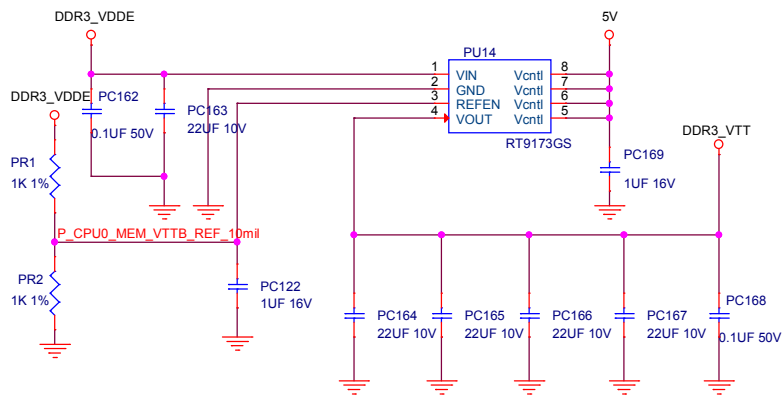 DDR3_VDDE
5V
PU14
1
VIN
Vcntl
8
2
GND
Vcntl
7
3
REFEN
Vcntl
6
4
VOUT
Vcntl
5
RT9173GS
DDR3_VDDE
PC162
0.1UF 50V
PC163
22UF 10V
DDR3_VTT
PR1
1K 1%
PC169
1UF 16V
P_CPU0_MEM_VTTB_REF_10mil
PR2
1K 1%
PC122
1UF 16V
PC164
22UF 10V
PC165
22UF 10V
PC166
22UF 10V
PC167
22UF 10V
PC168
0.1UF 50V